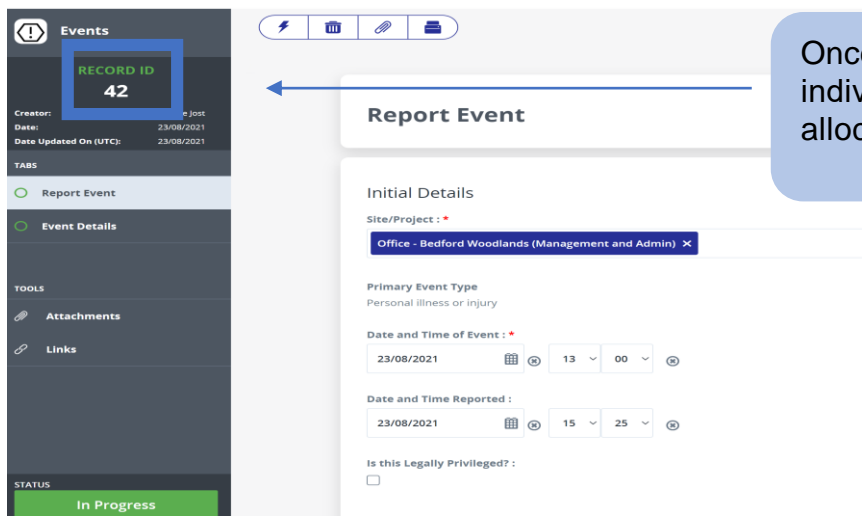 Events
RECORD ID
42
Creator: Jost
Date: 23/08/2021
Date Updated On (UTC): 23/08/2021
TABS
Report Event
Event Details
TOOLS
Attachments
Links
STATUS
In Progress
Report Event
Initial Details
Site/Project : *
Office - Bedford Woodlands (Management and Admin) ×
Primary Event Type
Personal illness or injury
Date and Time of Event : *
23/08/2021 13 00
Date and Time Reported :
23/08/2021 15 25
Is this Legally Privileged? :